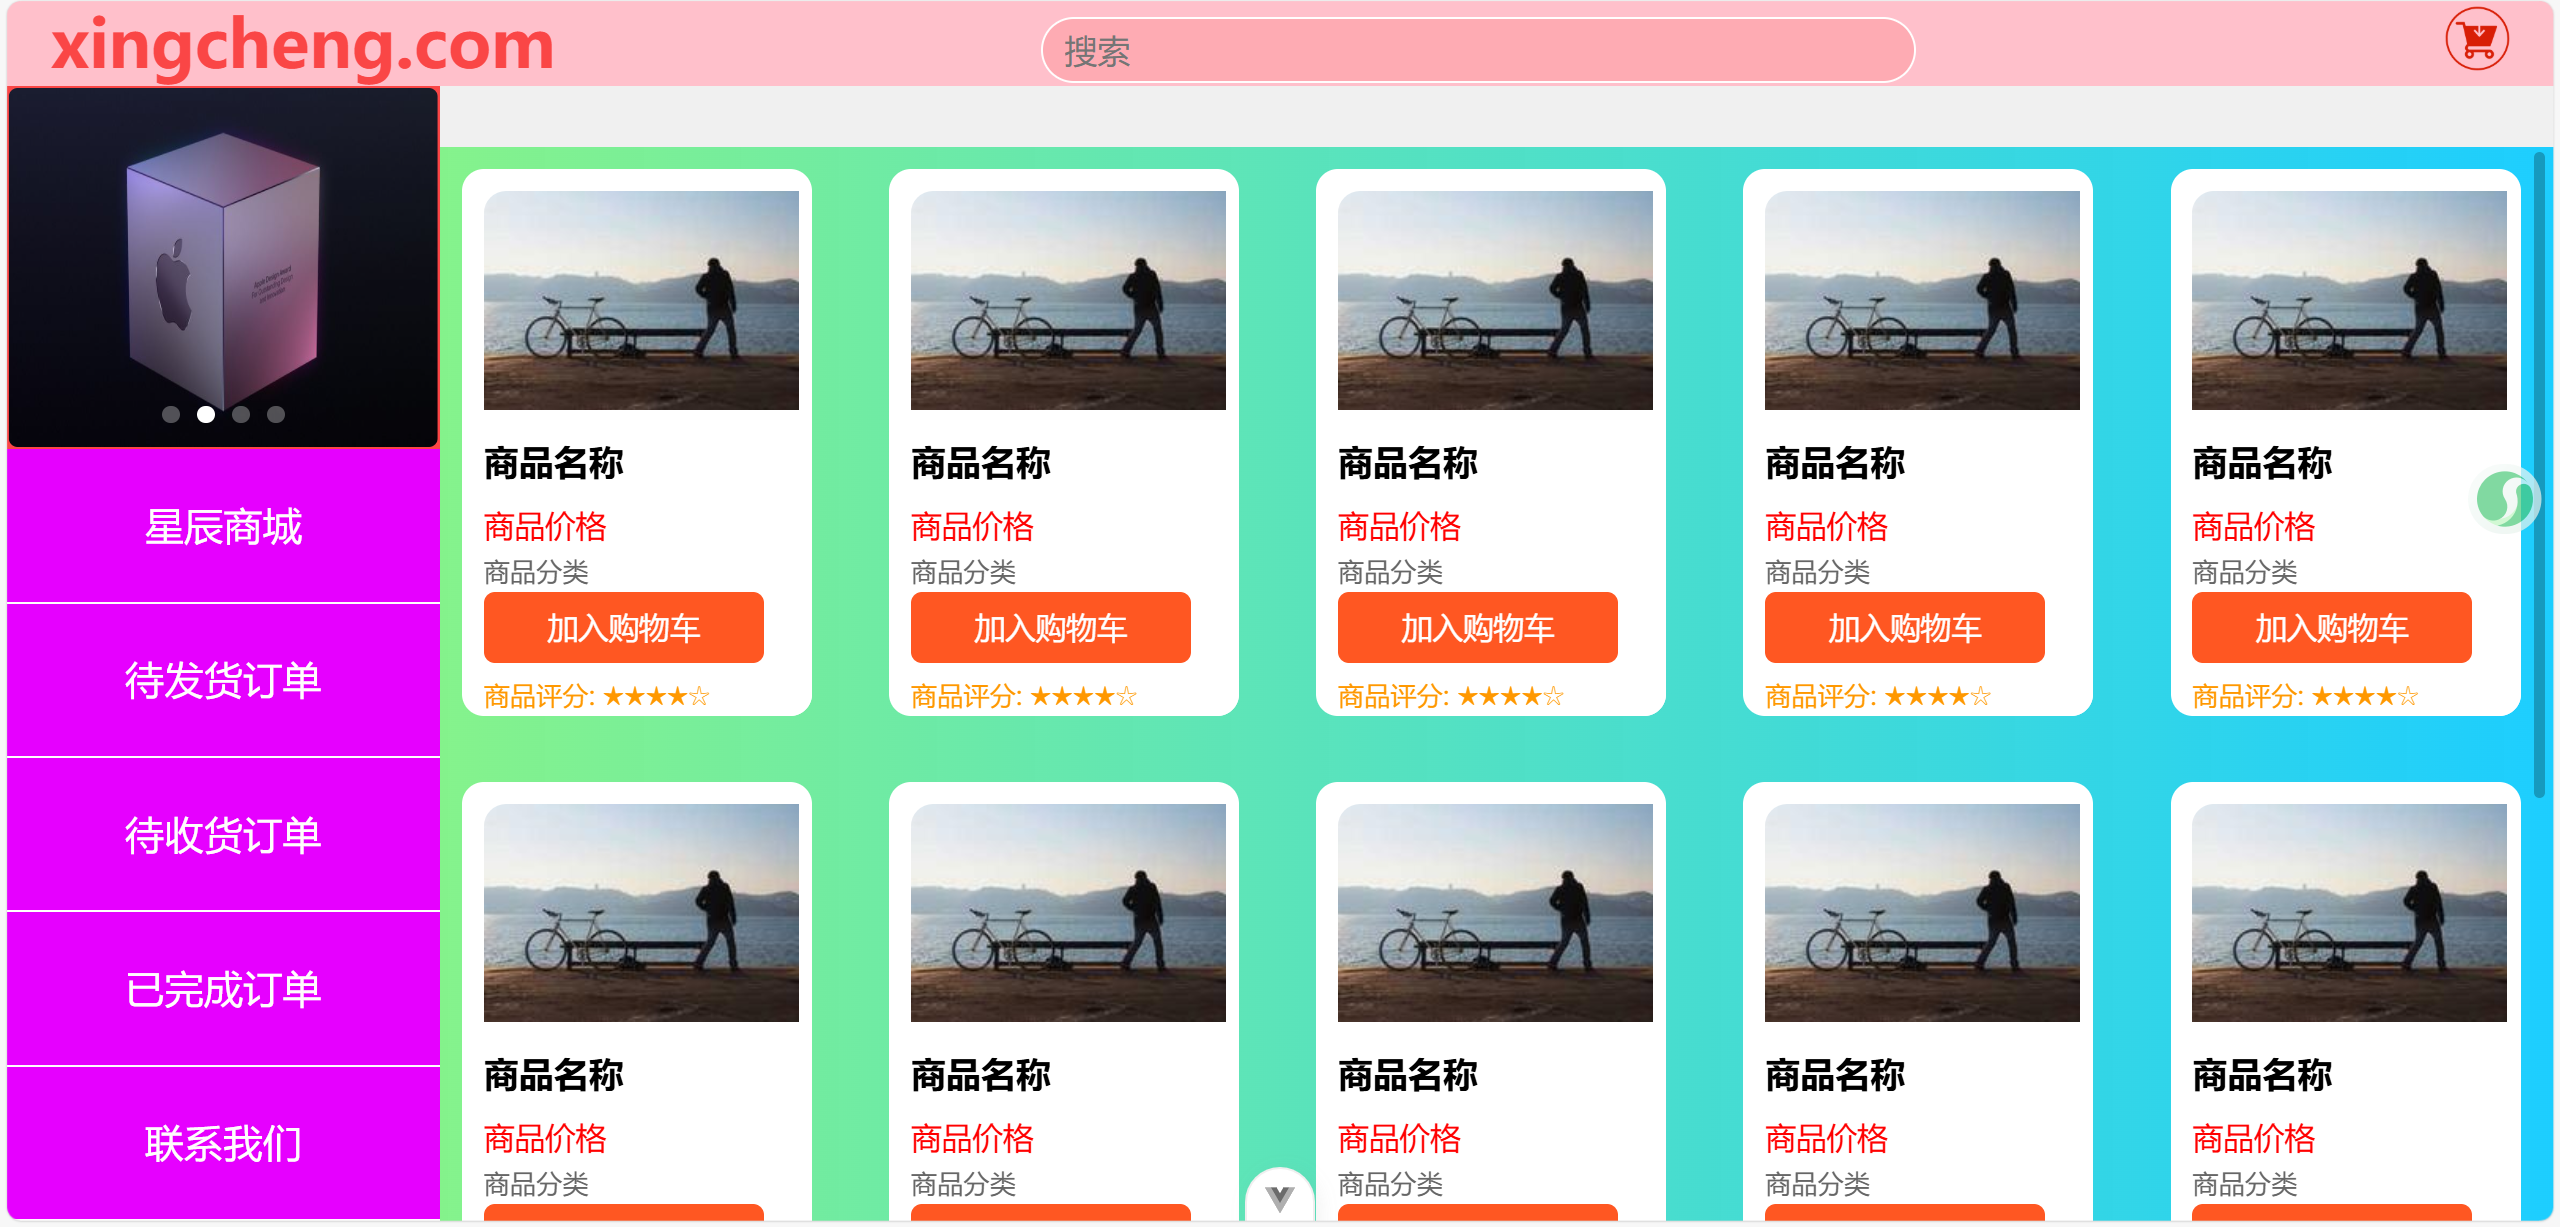 xingcheng.com
搜索
星辰商城
待发货订单
待收货订单
已完成订单
联系我们
商品名称 商品名称 商品名称 商品名称 商品名称
商品价格 商品价格 商品价格 商品价格 商品价格
商品分类 商品分类 商品分类 商品分类 商品分类
加入购物车 加入购物车 加入购物车 加入购物车 加入购物车
商品评分: ★★★★☆ 商品评分: ★★★★☆ 商品评分: ★★★★☆ 商品评分: ★★★★☆ 商品评分: ★★★★☆
商品名称 商品名称 商品名称 商品名称 商品名称
商品价格 商品价格 商品价格 商品价格 商品价格
商品分类 商品分类 商品分类 商品分类 商品分类